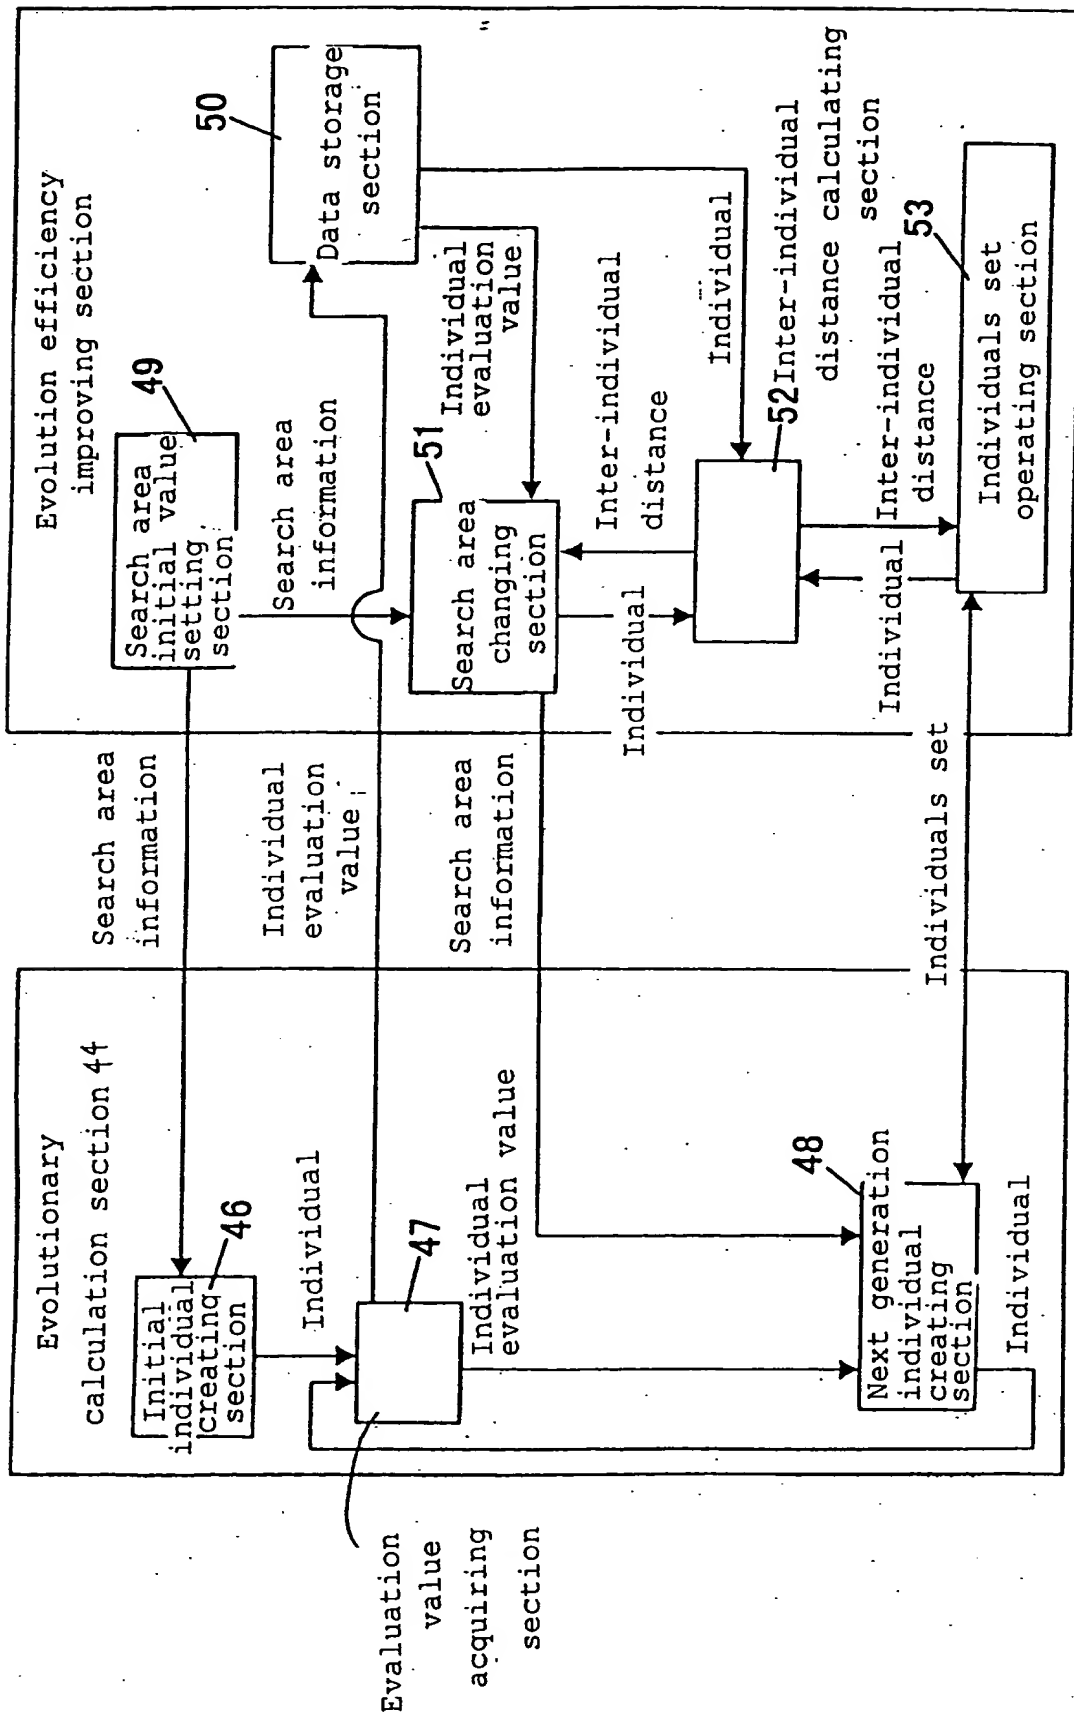 Evolutionary
calculation section 44
Initial
individual
creating
section
46
Individual
47
Evaluation
value
acquiring
section
Individual
evaluation value
48
Next generation
individual
creating
section
Individual
Search area
information
Individual
evaluation
value
Search area
information
Individuals set
Evolution efficiency
improving section
49
Search area
initial value
setting
section
Search area
information
50
Data storage
section
51
Search area
changing
section
Individual
evaluation
value
Inter-individual
distance
Individual
Individual
52
Inter-individual
distance calculating
section
Inter-individual
distance
Individual
53
Individuals set
operating section